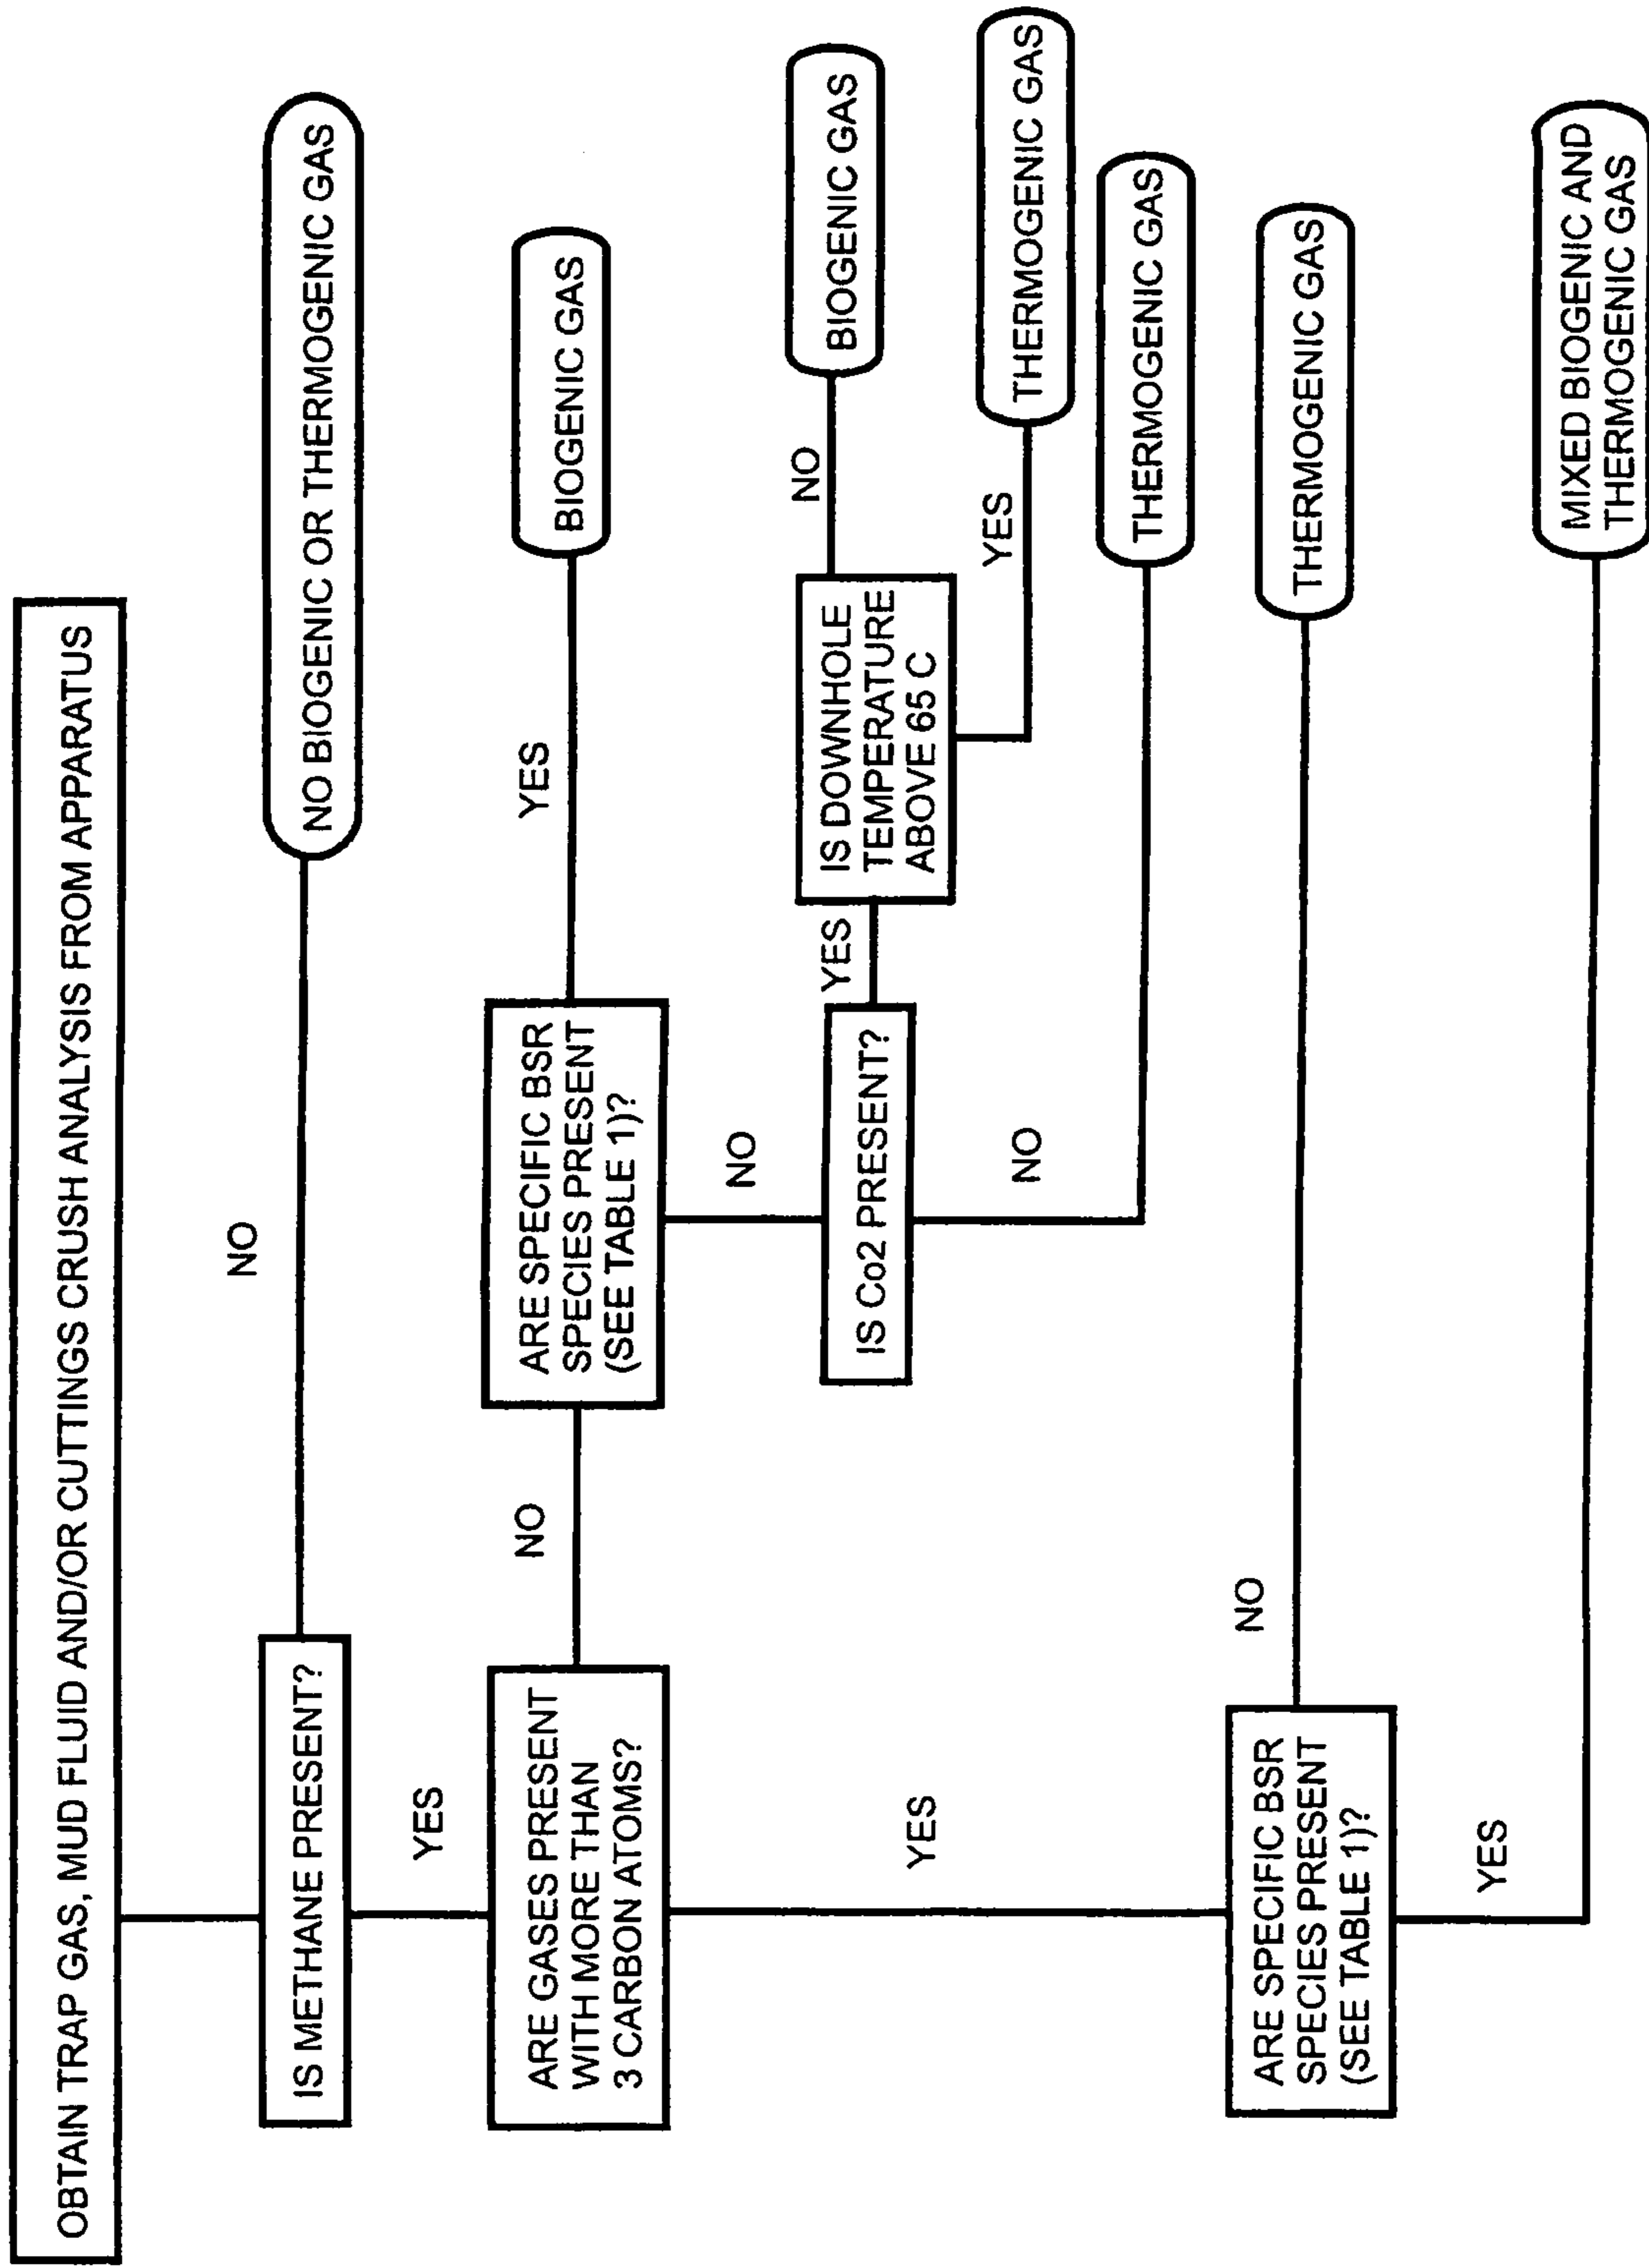 OBTAIN TRAP GAS, MUD FLUID AND/OR CUTTINGS CRUSH ANALYSIS FROM APPARATUS
IS METHANE PRESENT?
NO
NO BIOGENIC OR THERMOGENIC GAS
YES
ARE GASES PRESENT
WITH MORE THAN
3 CARBON ATOMS?
NO
ARE SPECIFIC BSR
SPECIES PRESENT
(SEE TABLE 1)?
YES
BIOGENIC GAS
NO
IS Co2 PRESENT?
YES
IS DOWNHOLE
TEMPERATURE
ABOVE 65 C
NO
BIOGENIC GAS
YES
THERMOGENIC GAS
NO
THERMOGENIC GAS
YES
ARE SPECIFIC BSR
SPECIES PRESENT
(SEE TABLE 1)?
NO
THERMOGENIC GAS
YES
MIXED BIOGENIC AND
THERMOGENIC GAS